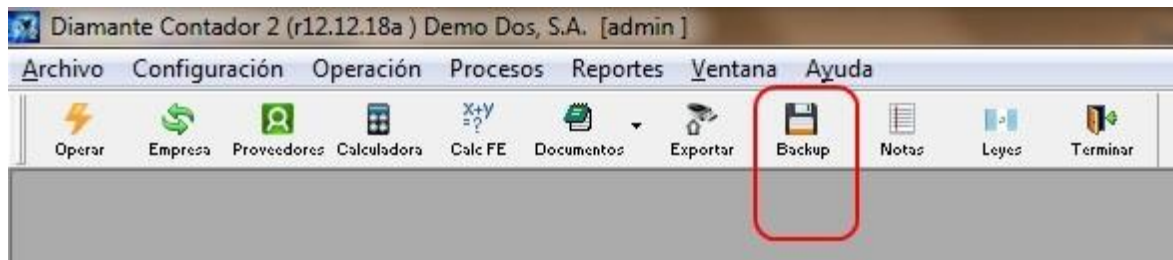 Diamante Contador 2 (r12.12.18a ) Demo Dos, S.A. [admin ]
Archivo Configuración Operación Procesos Reportes Ventana Ayuda
X+Y
=?
Operar Empresa Proveedores Calculadora Calc FE Documentos Exportar Backup Notas Leyes Terminar